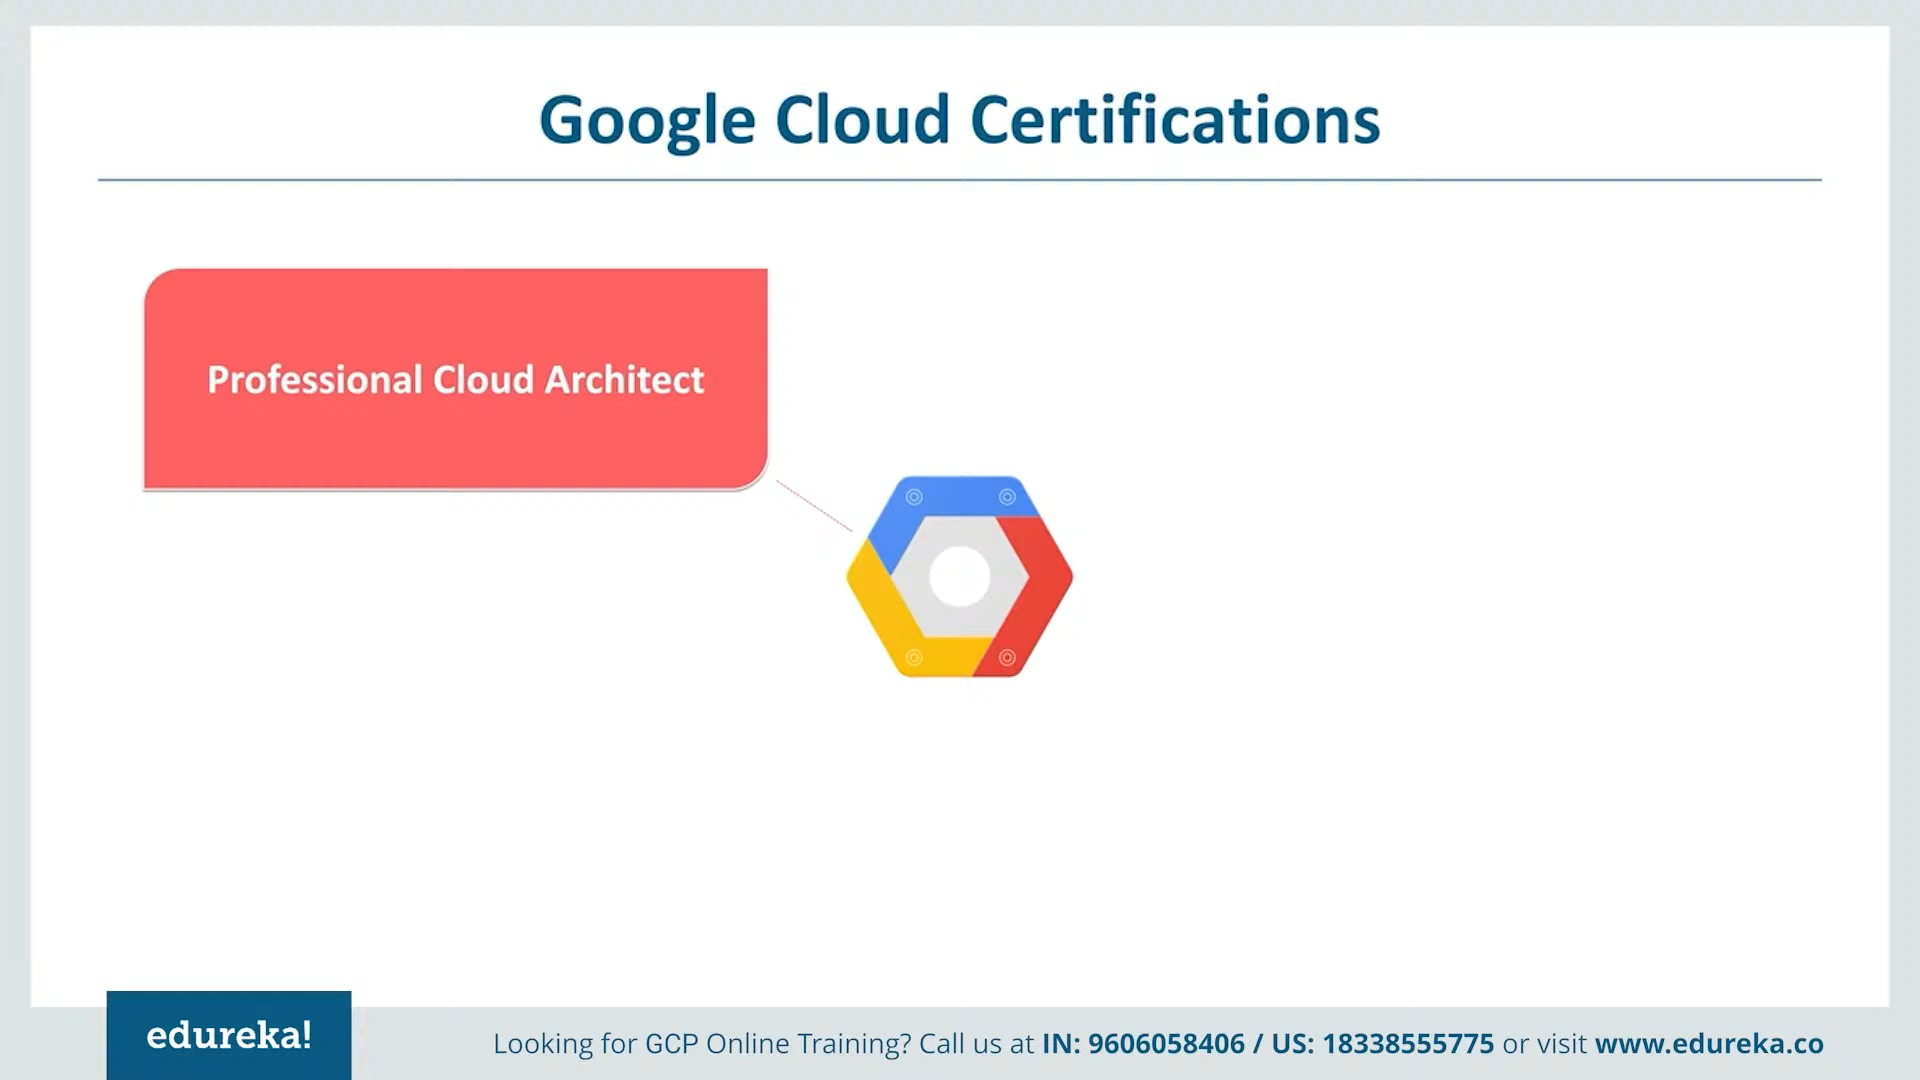 Google Cloud Certifications
Professional Cloud Architect
edureka!
Looking for GCP Online Training? Call us at IN: 9606058406 / US: 18338555775 or visit www.edureka.co